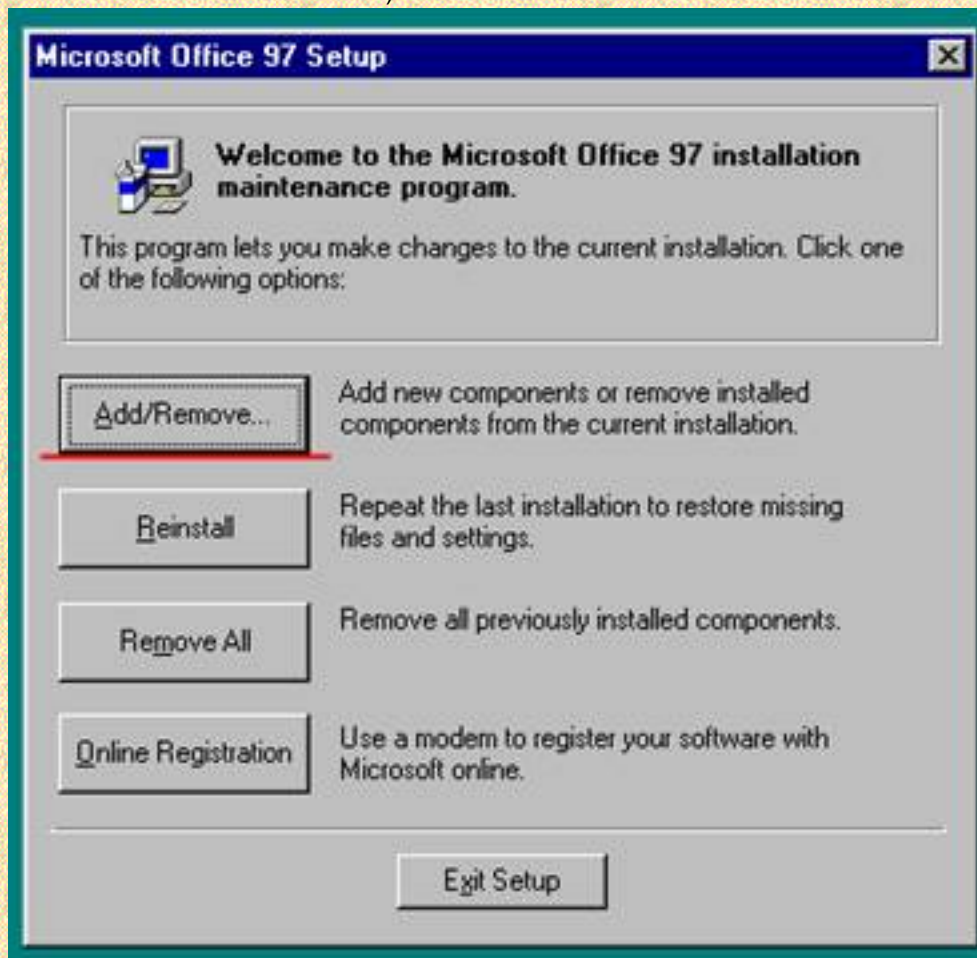 Microsoft Office 97 Setup
Welcome to the Microsoft Office 97 installation
maintenance program.
This program lets you make changes to the current installation. Click one
of the following options:
Add/Remove...
Add new components or remove installed
components from the current installation.
Reinstall
Repeat the last installation to restore missing
files and settings.
Remove All
Remove all previously installed components.
Online Registration
Use a modem to register your software with
Microsoft online.
Exit Setup